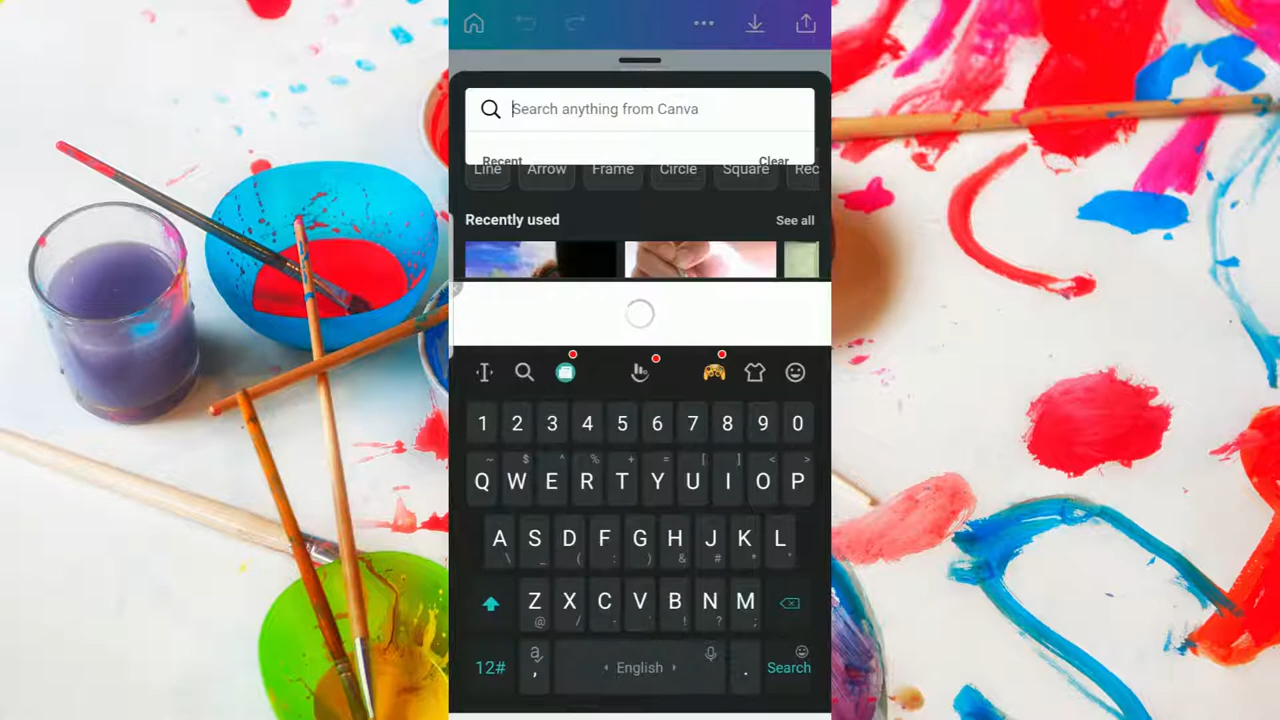 Search anything from Canva
Recent Clear
Line Arrow Frame Circle Square Rec
Recently used See all
1 2 3 4 5 6 7 8 9 0
~ $ ^ % + = [ ] < >
Q W E R T Y U I O P
A S D F G H J K L
\ _ ( : ) & # * "
Z X C V B N M
@ / - ' ! ? ;
12# a , English . Search